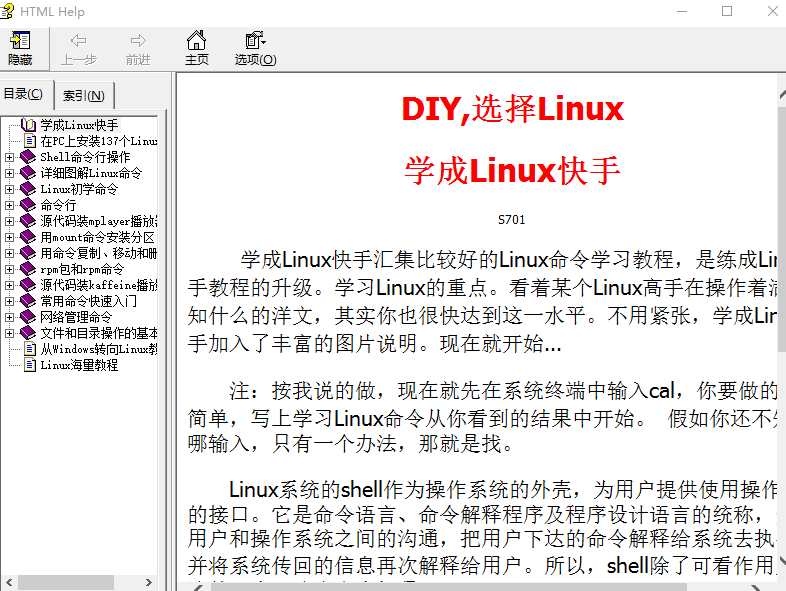 HTML Help
隐藏 上一步 前进 主页 选项(O)
目录(C) 索引(N)
学成Linux快手
在PC上安装137个Linu
Shell命令行操作
详细图解Linux命令
Linux初学命令
命令行
源代码装mplayer播放
用mount命令安装分区
用命令复制、移动和
rpm包和rpm命令
源代码装kaffeine播放
常用命令快速入门
网络管理命令
文件和目录操作的基本
从Windows转向Linux教
Linux海量教程
DIY,选择Linux
学成Linux快手
S701
学成Linux快手汇集比较好的Linux命令学习教程，是练成Lin
手教程的升级。学习Linux的重点。看着某个Linux高手在操作着
知什么的洋文，其实你也很快达到这一水平。不用紧张，学成Lin
手加入了丰富的图片说明。现在就开始...
注：按我说的做，现在就先在系统终端中输入cal，你要做的
简单，写上学习Linux命令从你看到的结果中开始。 假如你还不
哪输入，只有一个办法，那就是找。
Linux系统的shell作为操作系统的外壳，为用户提供使用操作
的接口。它是命令语言、命令解释程序及程序设计语言的统称，
用户和操作系统之间的沟通，把用户下达的命令解释给系统去执
并将系统传回的信息再次解释给用户。所以，shell除了可看作用